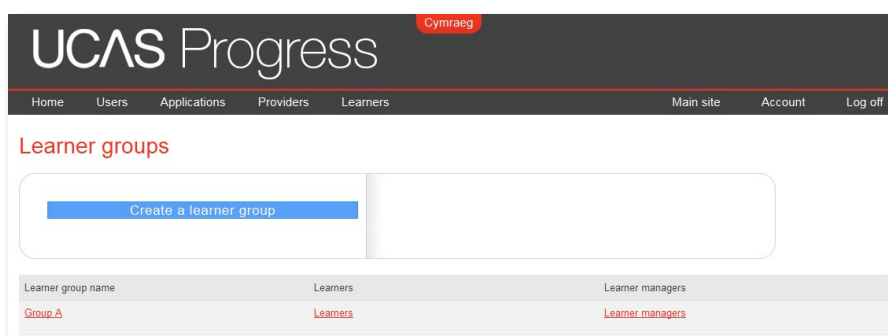 Cymraeg
UCAS Progress
Home Users Applications Providers Learners Main site Account Log off
Learner groups
Create a learner group
Learner group name Learners Learner managers
Group A Learners Learner managers